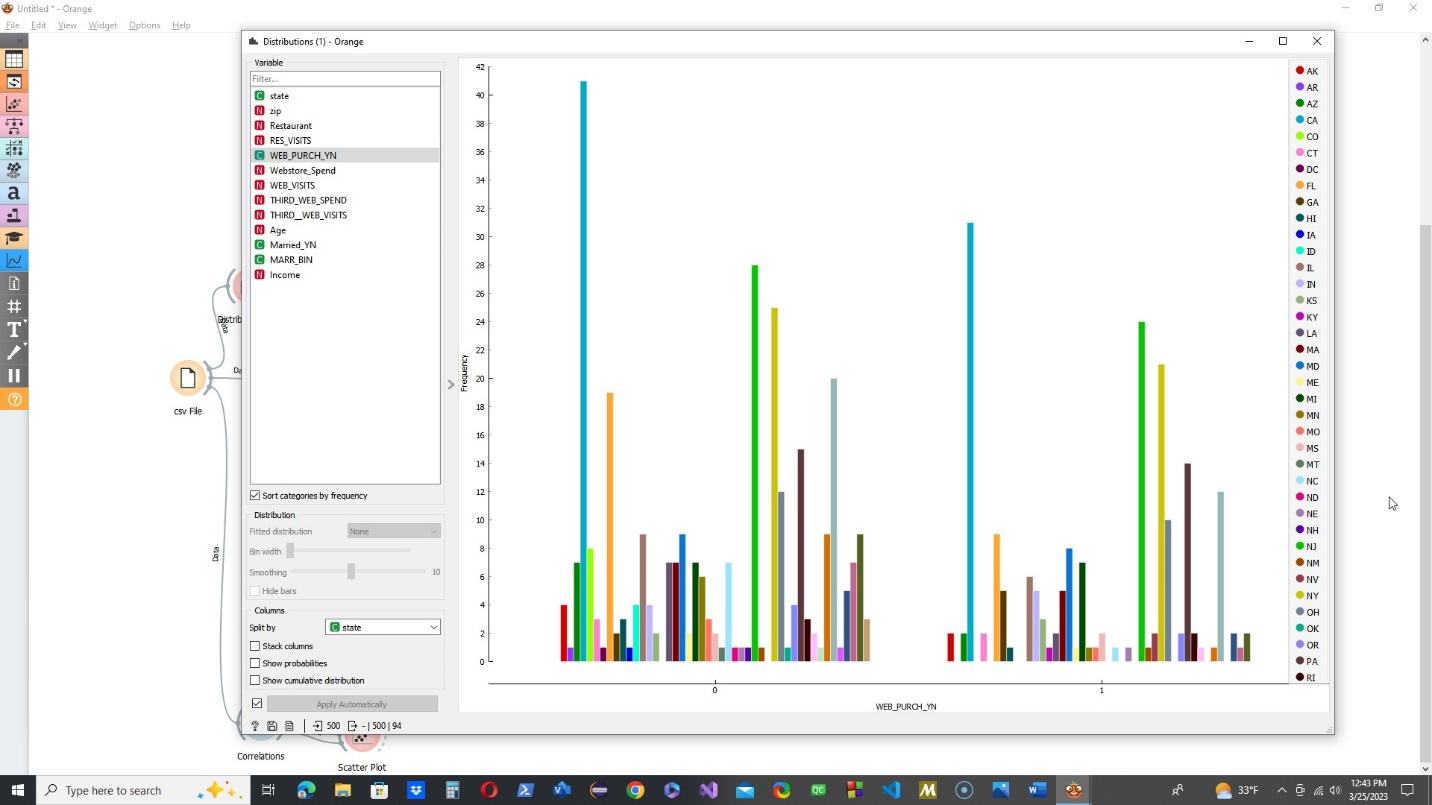 Untitled * - Orange
File Edit View Widget Options Help
Distributions (1) - Orange
Variable
Filter...
C state
N zip
N Restaurant
N RES_VISITS
C WEB_PURCH_YN
N Webstore_Spend
N WEB_VISITS
N THIRD_WEB_SPEND
N THIRD__WEB_VISITS
N Age
C Married_YN
C MARR_BIN
N Income
Sort categories by frequency
Distribution
Fitted distribution None
Bin width
Smoothing 10
Hide bars
Columns
Split by C state
Stack columns
Show probabilities
Show cumulative distribution
Apply Automatically
500 - | 500 | 94
42
40
38
36
34
32
30
28
26
24
22
20
18
16
14
12
10
8
6
4
2
0
Frequency
0 1
WEB_PURCH_YN
AK
AR
AZ
CA
CO
CT
DC
FL
GA
HI
IA
ID
IL
IN
KS
KY
LA
MA
MD
ME
MI
MN
MO
MS
MT
NC
ND
NE
NH
NJ
NM
NV
NY
OH
OK
OR
PA
RI
Distrib
Data
Da
csv File
Data
Correlations
Scatter Plot
Type here to search
33°F
12:43 PM
3/25/2023